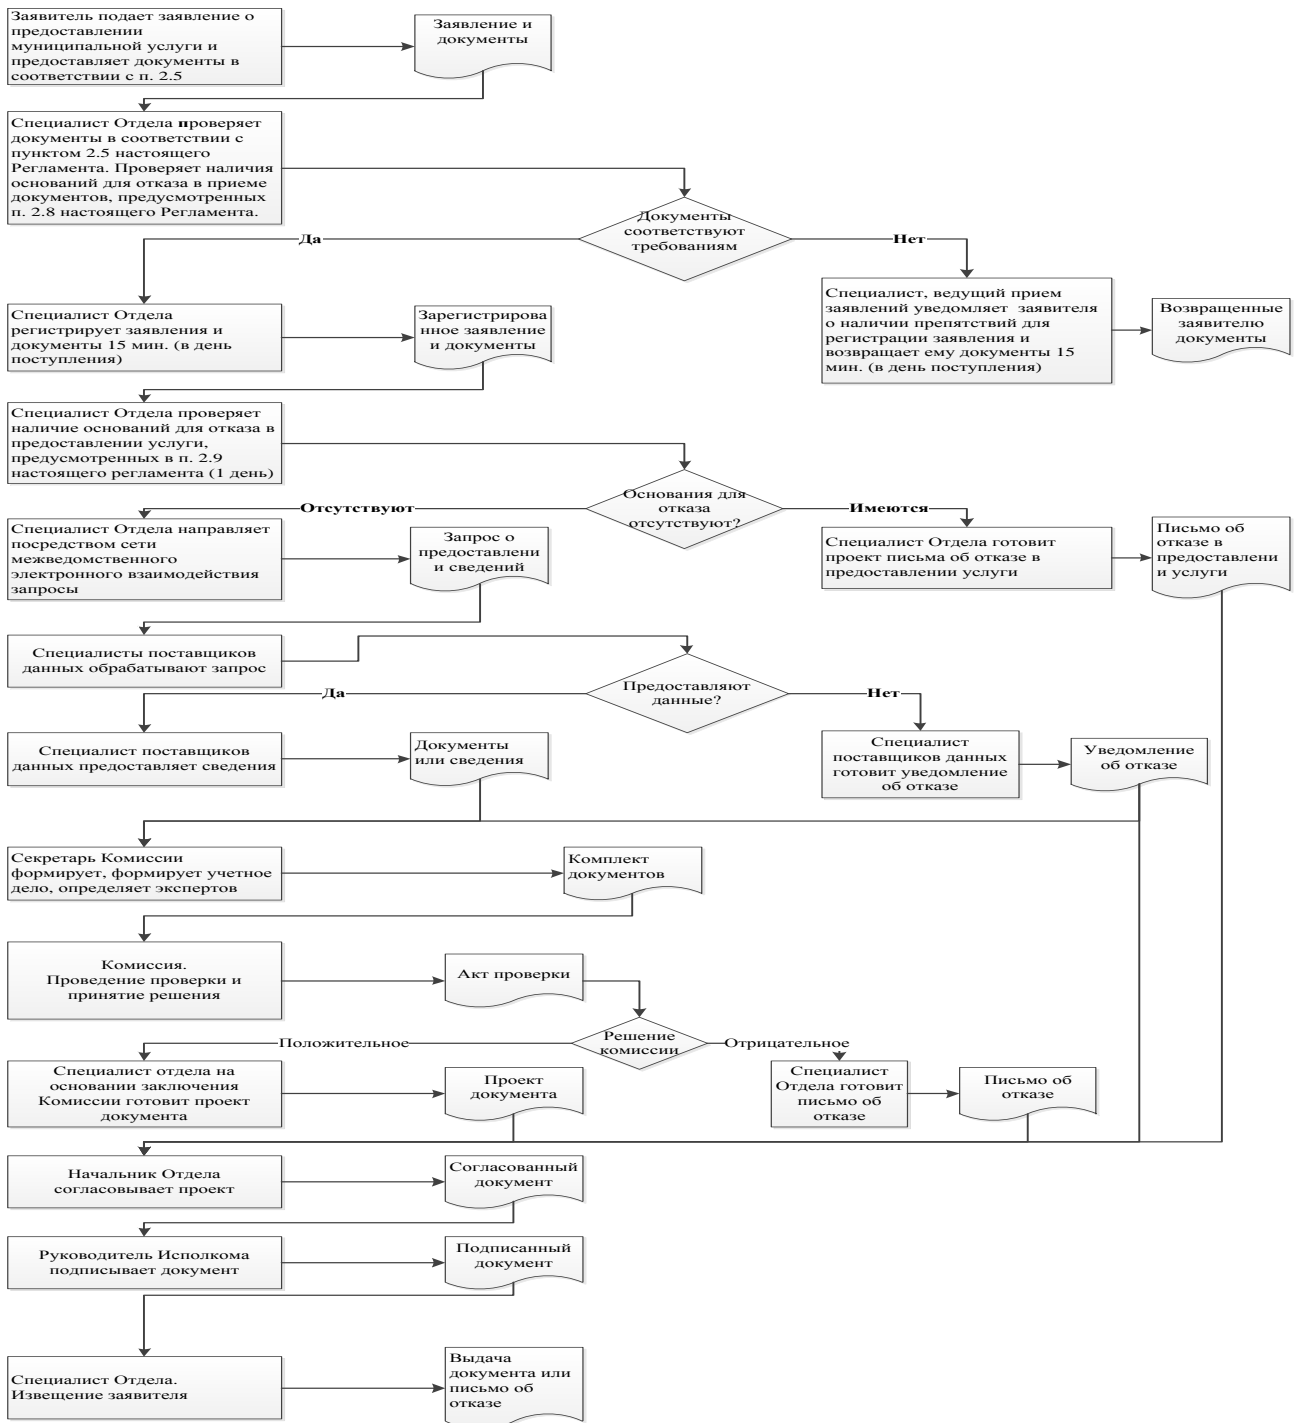 Заявитель подает заявление о
предоставлении
муниципальной услуги и
предоставляет документы в
соответствии с п. 2.5
Заявление и
документы
Специалист Отдела проверяет
документы в соответствии с
пунктом 2.5 настоящего
Регламента. Проверяет наличия
оснований для отказа в приеме
документов, предусмотренных
п. 2.8 настоящего Регламента.
Документы
соответствуют
требованиям
Да
Нет
Специалист Отдела
регистрирует заявления и
документы 15 мин. (в день
поступления)
Зарегистрирова
нное заявление
и документы
Специалист, ведущий прием
заявлений уведомляет заявителя
о наличии препятствий для
регистрации заявления и
возвращает ему документы 15
мин. (в день поступления)
Возвращенные
заявителю
документы
Специалист Отдела проверяет
наличие оснований для отказа в
предоставлении услуги,
предусмотренных в п. 2.9
настоящего регламента (1 день)
Основания для
отказа
отсутствуют?
Отсутствуют
Имеются
Специалист Отдела направляет
посредством сети
межведомственного
электронного взаимодействия
запросы
Запрос о
предоставлени
и сведений
Специалист Отдела готовит
проект письма об отказе в
предоставлении услуги
Письмо об
отказе в
предоставлени
и услуги
Специалисты поставщиков
данных обрабатывают запрос
Предоставляют
данные?
Да
Нет
Специалист поставщиков
данных предоставляет сведения
Документы
или сведения
Специалист
поставщиков данных
готовит уведомление
об отказе
Уведомление
об отказе
Секретарь Комиссии
формирует, формирует учетное
дело, определяет экспертов
Комплект
документов
Комиссия.
Проведение проверки и
принятие решения
Акт проверки
Решение
комиссии
Положительное
Отрицательное
Специалист отдела на
основании заключения
Комиссии готовит проект
документа
Проект
документа
Специалист
Отдела готовит
письмо об
отказе
Письмо об
отказе
Начальник Отдела
согласовывает проект
Согласованный
документ
Руководитель Исполкома
подписывает документ
Подписанный
документ
Специалист Отдела.
Извещение заявителя
Выдача
документа или
письмо об
отказе